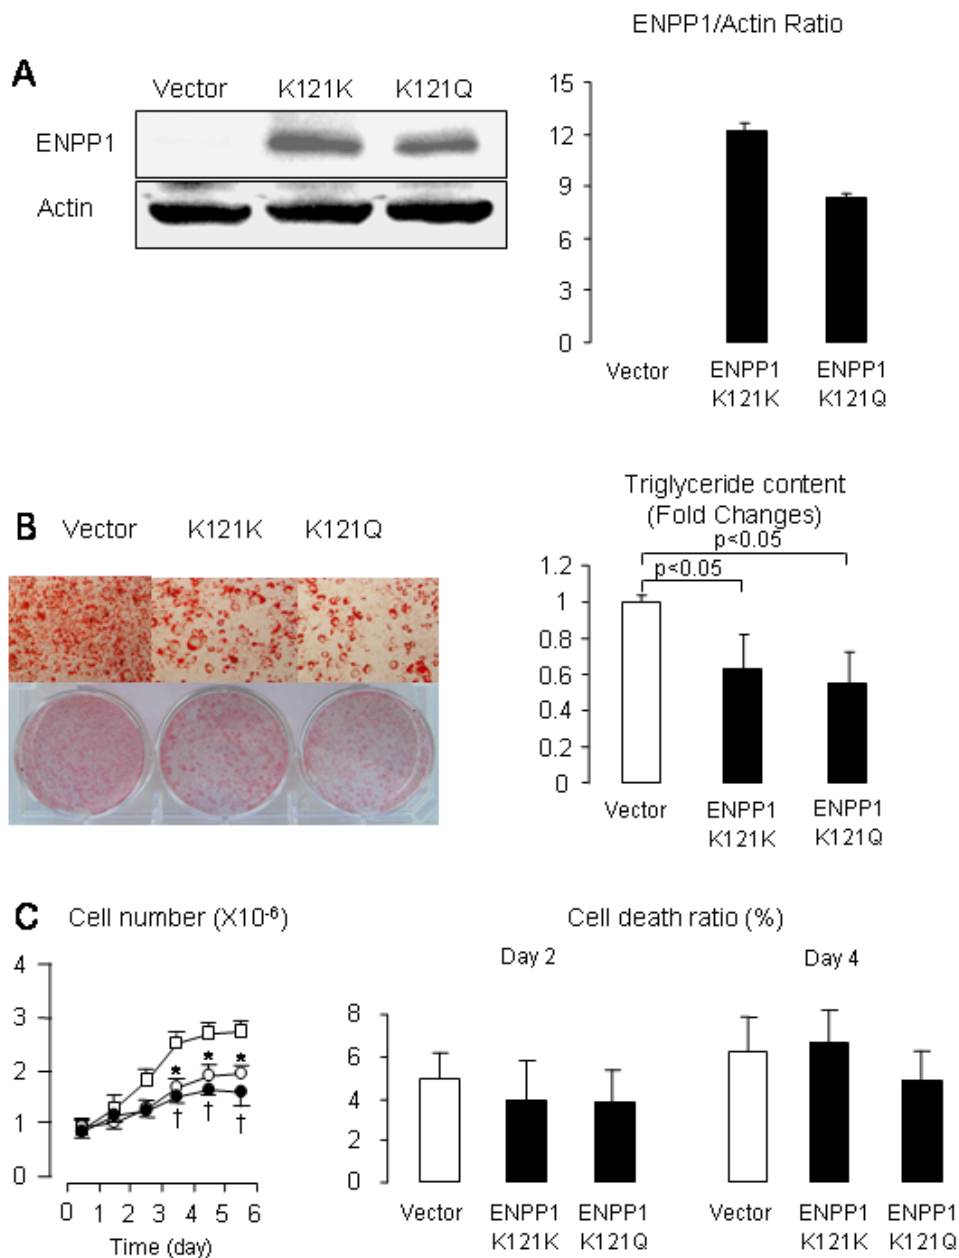 ENPP1/Actin Ratio
A
Vector K121K K121Q
ENPP1
Actin
15
12
9
6
3
0
Vector
ENPP1
K121K
ENPP1
K121Q
B
Vector K121K K121Q
Triglyceride content
(Fold Changes)
p<0.05
p<0.05
1.2
1
0.8
0.6
0.4
0.2
0
Vector
ENPP1
K121K
ENPP1
K121Q
C
Cell number (X10⁻⁶)
4
3
2
1
0
* * *
† † †
0 1 2 3 4 5 6
Time (day)
Cell death ratio (%)
Day 2
8
6
4
2
0
Vector
ENPP1
K121K
ENPP1
K121Q
Day 4
Vector
ENPP1
K121K
ENPP1
K121Q